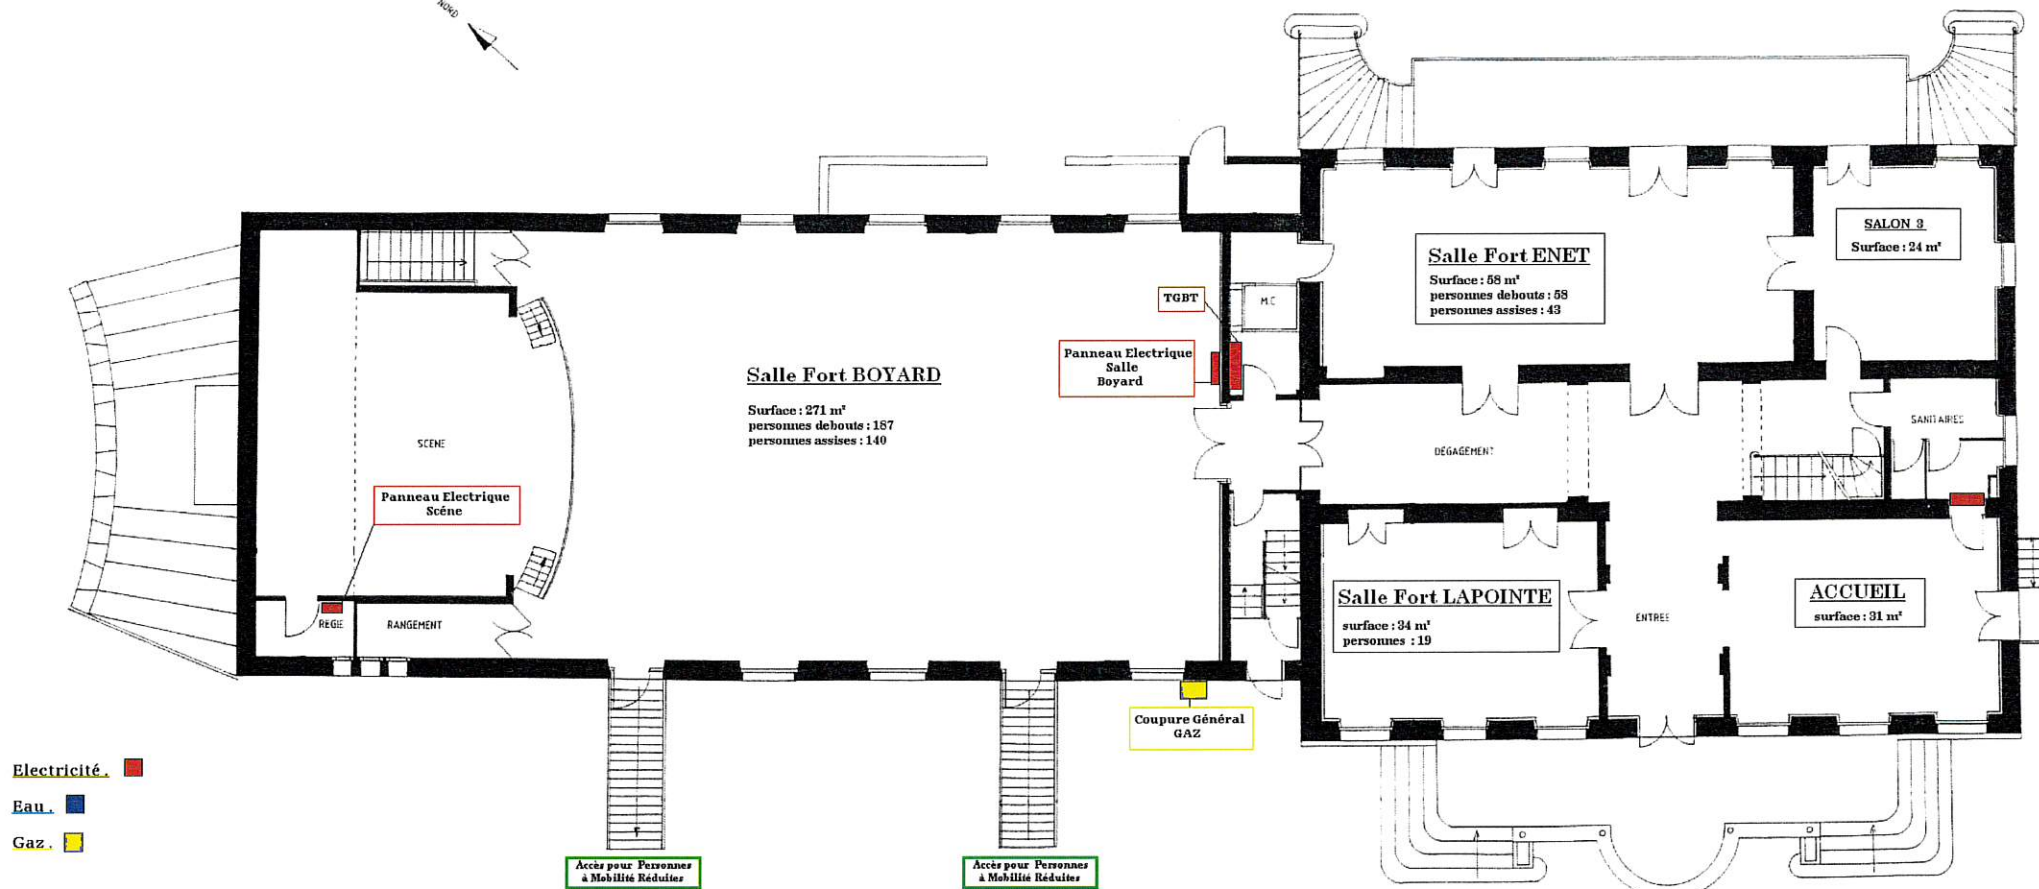 NORD
SALON 3
Surface : 24 m²
Salle Fort ENET
Surface : 58 m²
personnes debouts : 58
personnes assises : 43
TGBT
M.C
Panneau Electrique
Salle
Boyard
Salle Fort BOYARD
Surface : 271 m²
personnes debouts : 187
personnes assises : 140
SCENE
DÉGAGEMENT
SANITAIRES
Panneau Electrique
Scéne
REGIE
RANGEMENT
Salle Fort LAPOINTE
surface : 34 m²
personnes : 19
ENTREE
ACCUEIL
surface : 31 m²
Coupure Général
GAZ
Electricité .
Eau .
Gaz .
Accès pour Personnes
à Mobilité Réduites
Accès pour Personnes
à Mobilité Réduites